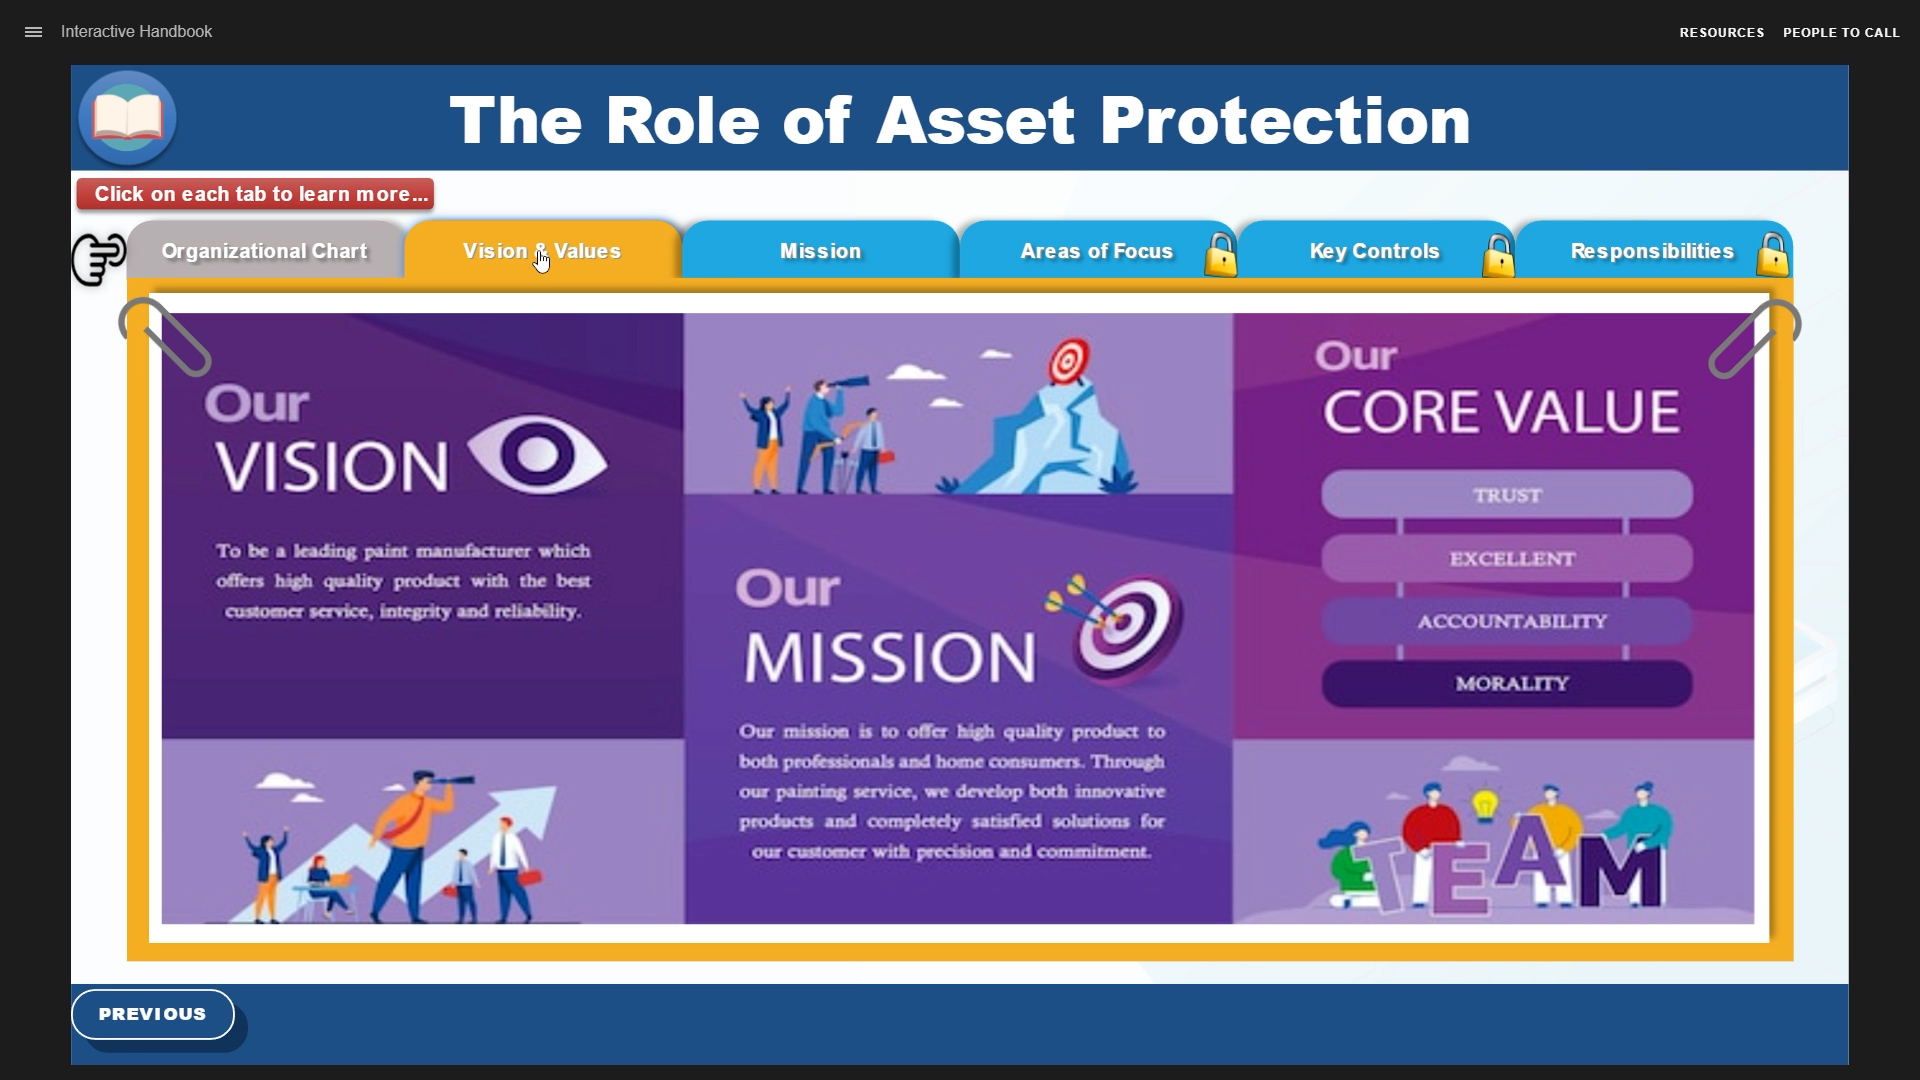 Interactive Handbook
RESOURCES PEOPLE TO CALL
The Role of Asset Protection
Click on each tab to learn more...
Organizational Chart
Vision & Values
Mission
Areas of Focus
Key Controls
Responsibilities
Our
VISION
To be a leading paint manufacturer which
offers high quality product with the best
customer service, integrity and reliability.
Our
MISSION
Our mission is to offer high quality product to
both professionals and home consumers. Through
our painting service, we develop both innovative
products and completely satisfied solutions for
our customer with precision and commitment.
Our
CORE VALUE
TRUST
EXCELLENT
ACCOUNTABILITY
MORALITY
TEAM
PREVIOUS